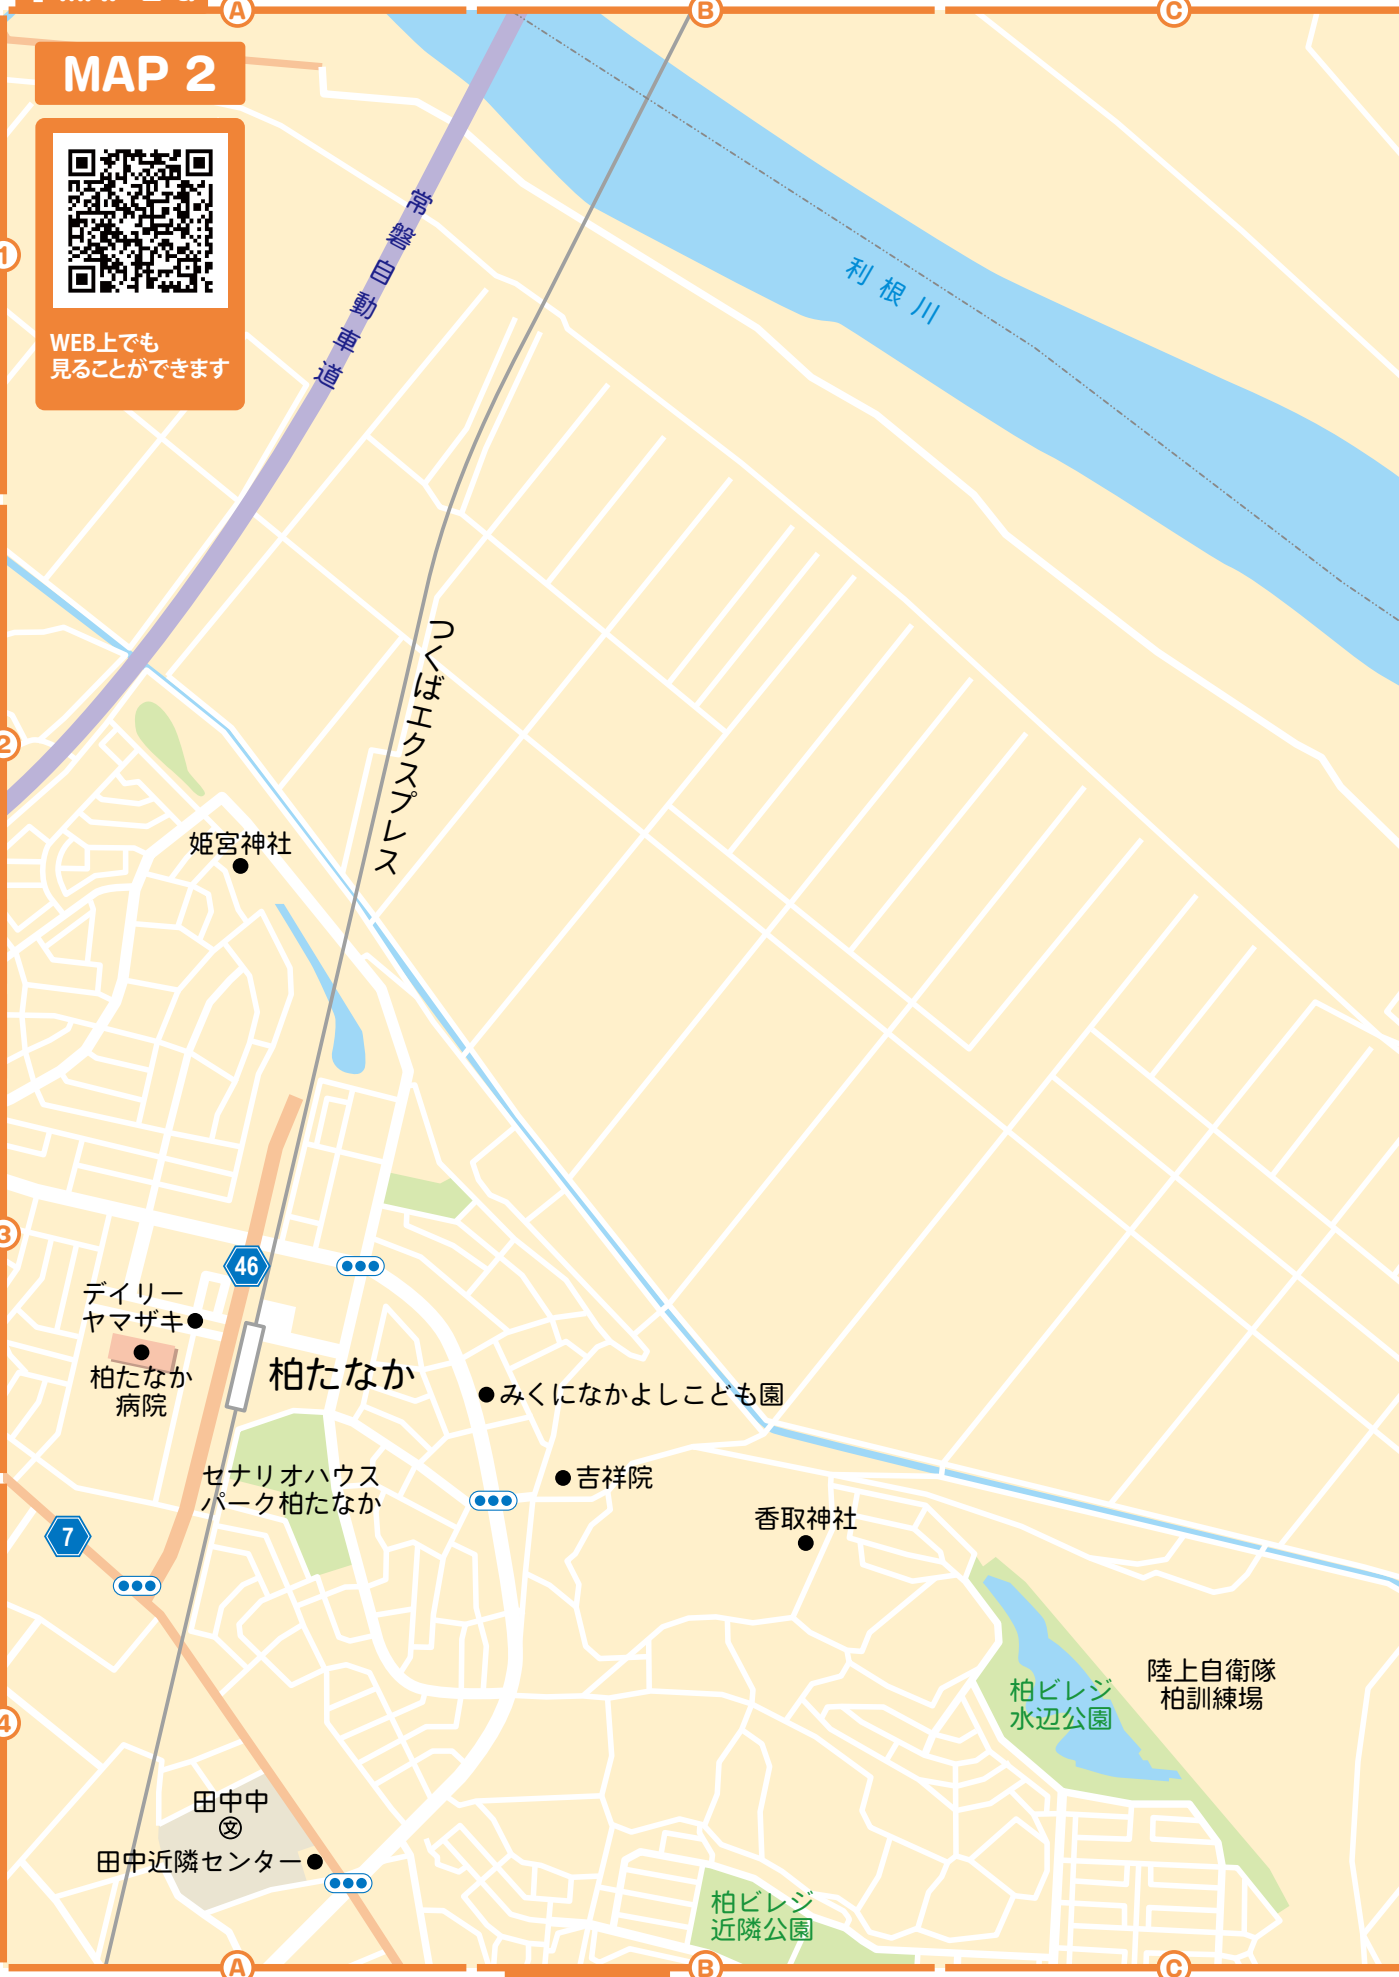 A
B
C
MAP 2
WEB上でも
見ることができます
常磐自動車道
利根川
1
つくばエクスプレス
2
姫宮神社
3
46
デイリー
ヤマザキ
柏たなか
病院
柏たなか
みくになかよしこども園
セナリオハウス
パーク柏たなか
吉祥院
香取神社
7
柏ビレジ
水辺公園
陸上自衛隊
柏訓練場
4
田中中
文
田中近隣センター
柏ビレジ
近隣公園
A
B
C